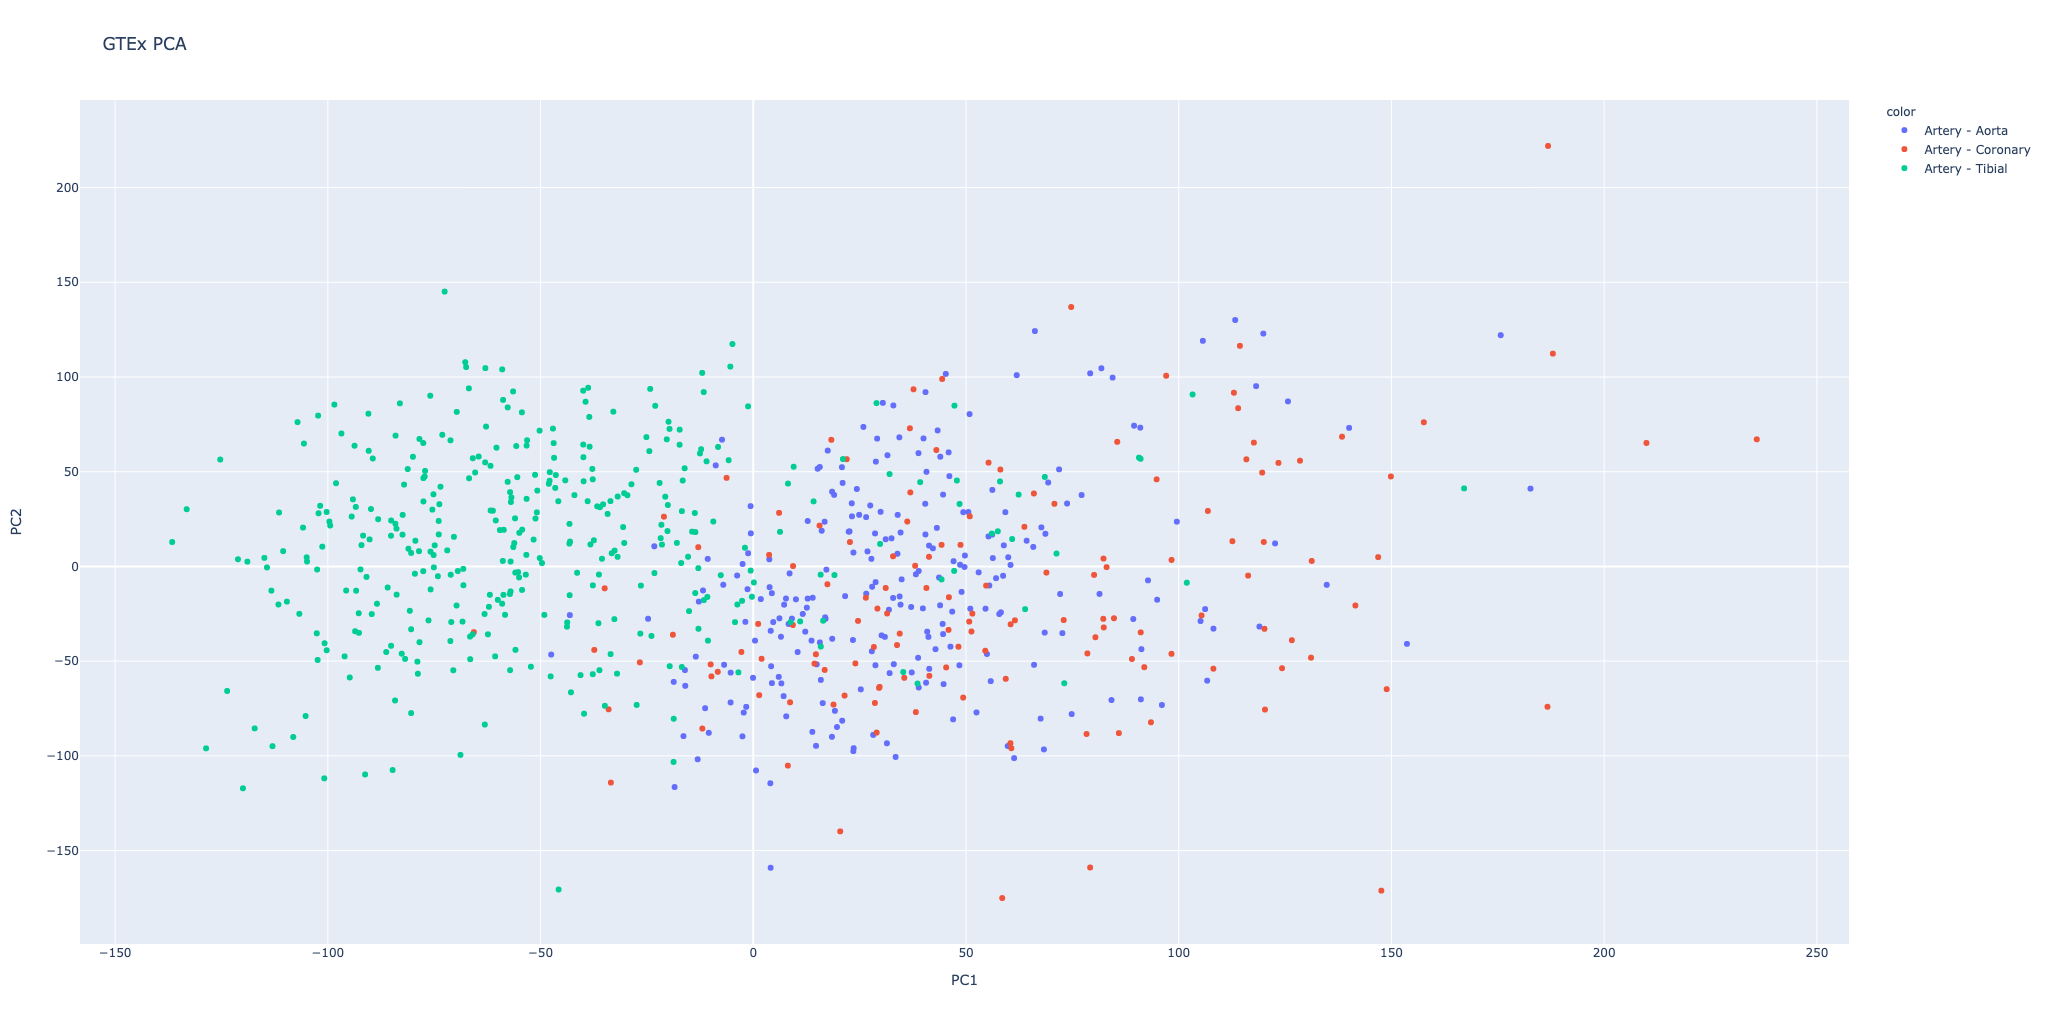 GTEx PCA
color
Artery - Aorta
Artery - Coronary
Artery - Tibial
200
150
100
50
0
−50
−100
−150
PC2
−150 −100 −50 0 50 100 150 200 250
PC1